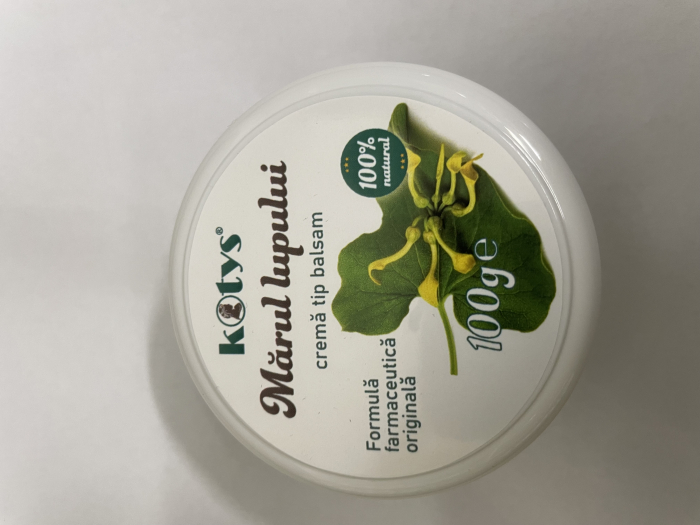 Kotys®
Mărul lupului
cremă tip balsam
100%
natural
Formulă
farmaceutică
originală
100g e